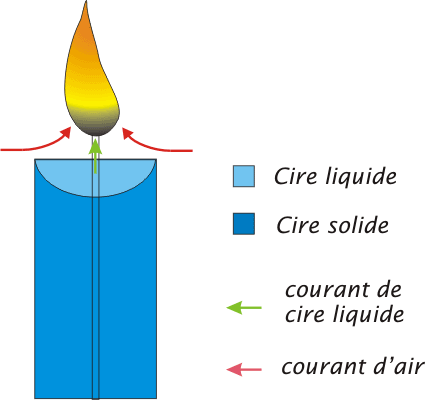 Cire liquide
Cire solide
courant de
cire liquide
courant d'air